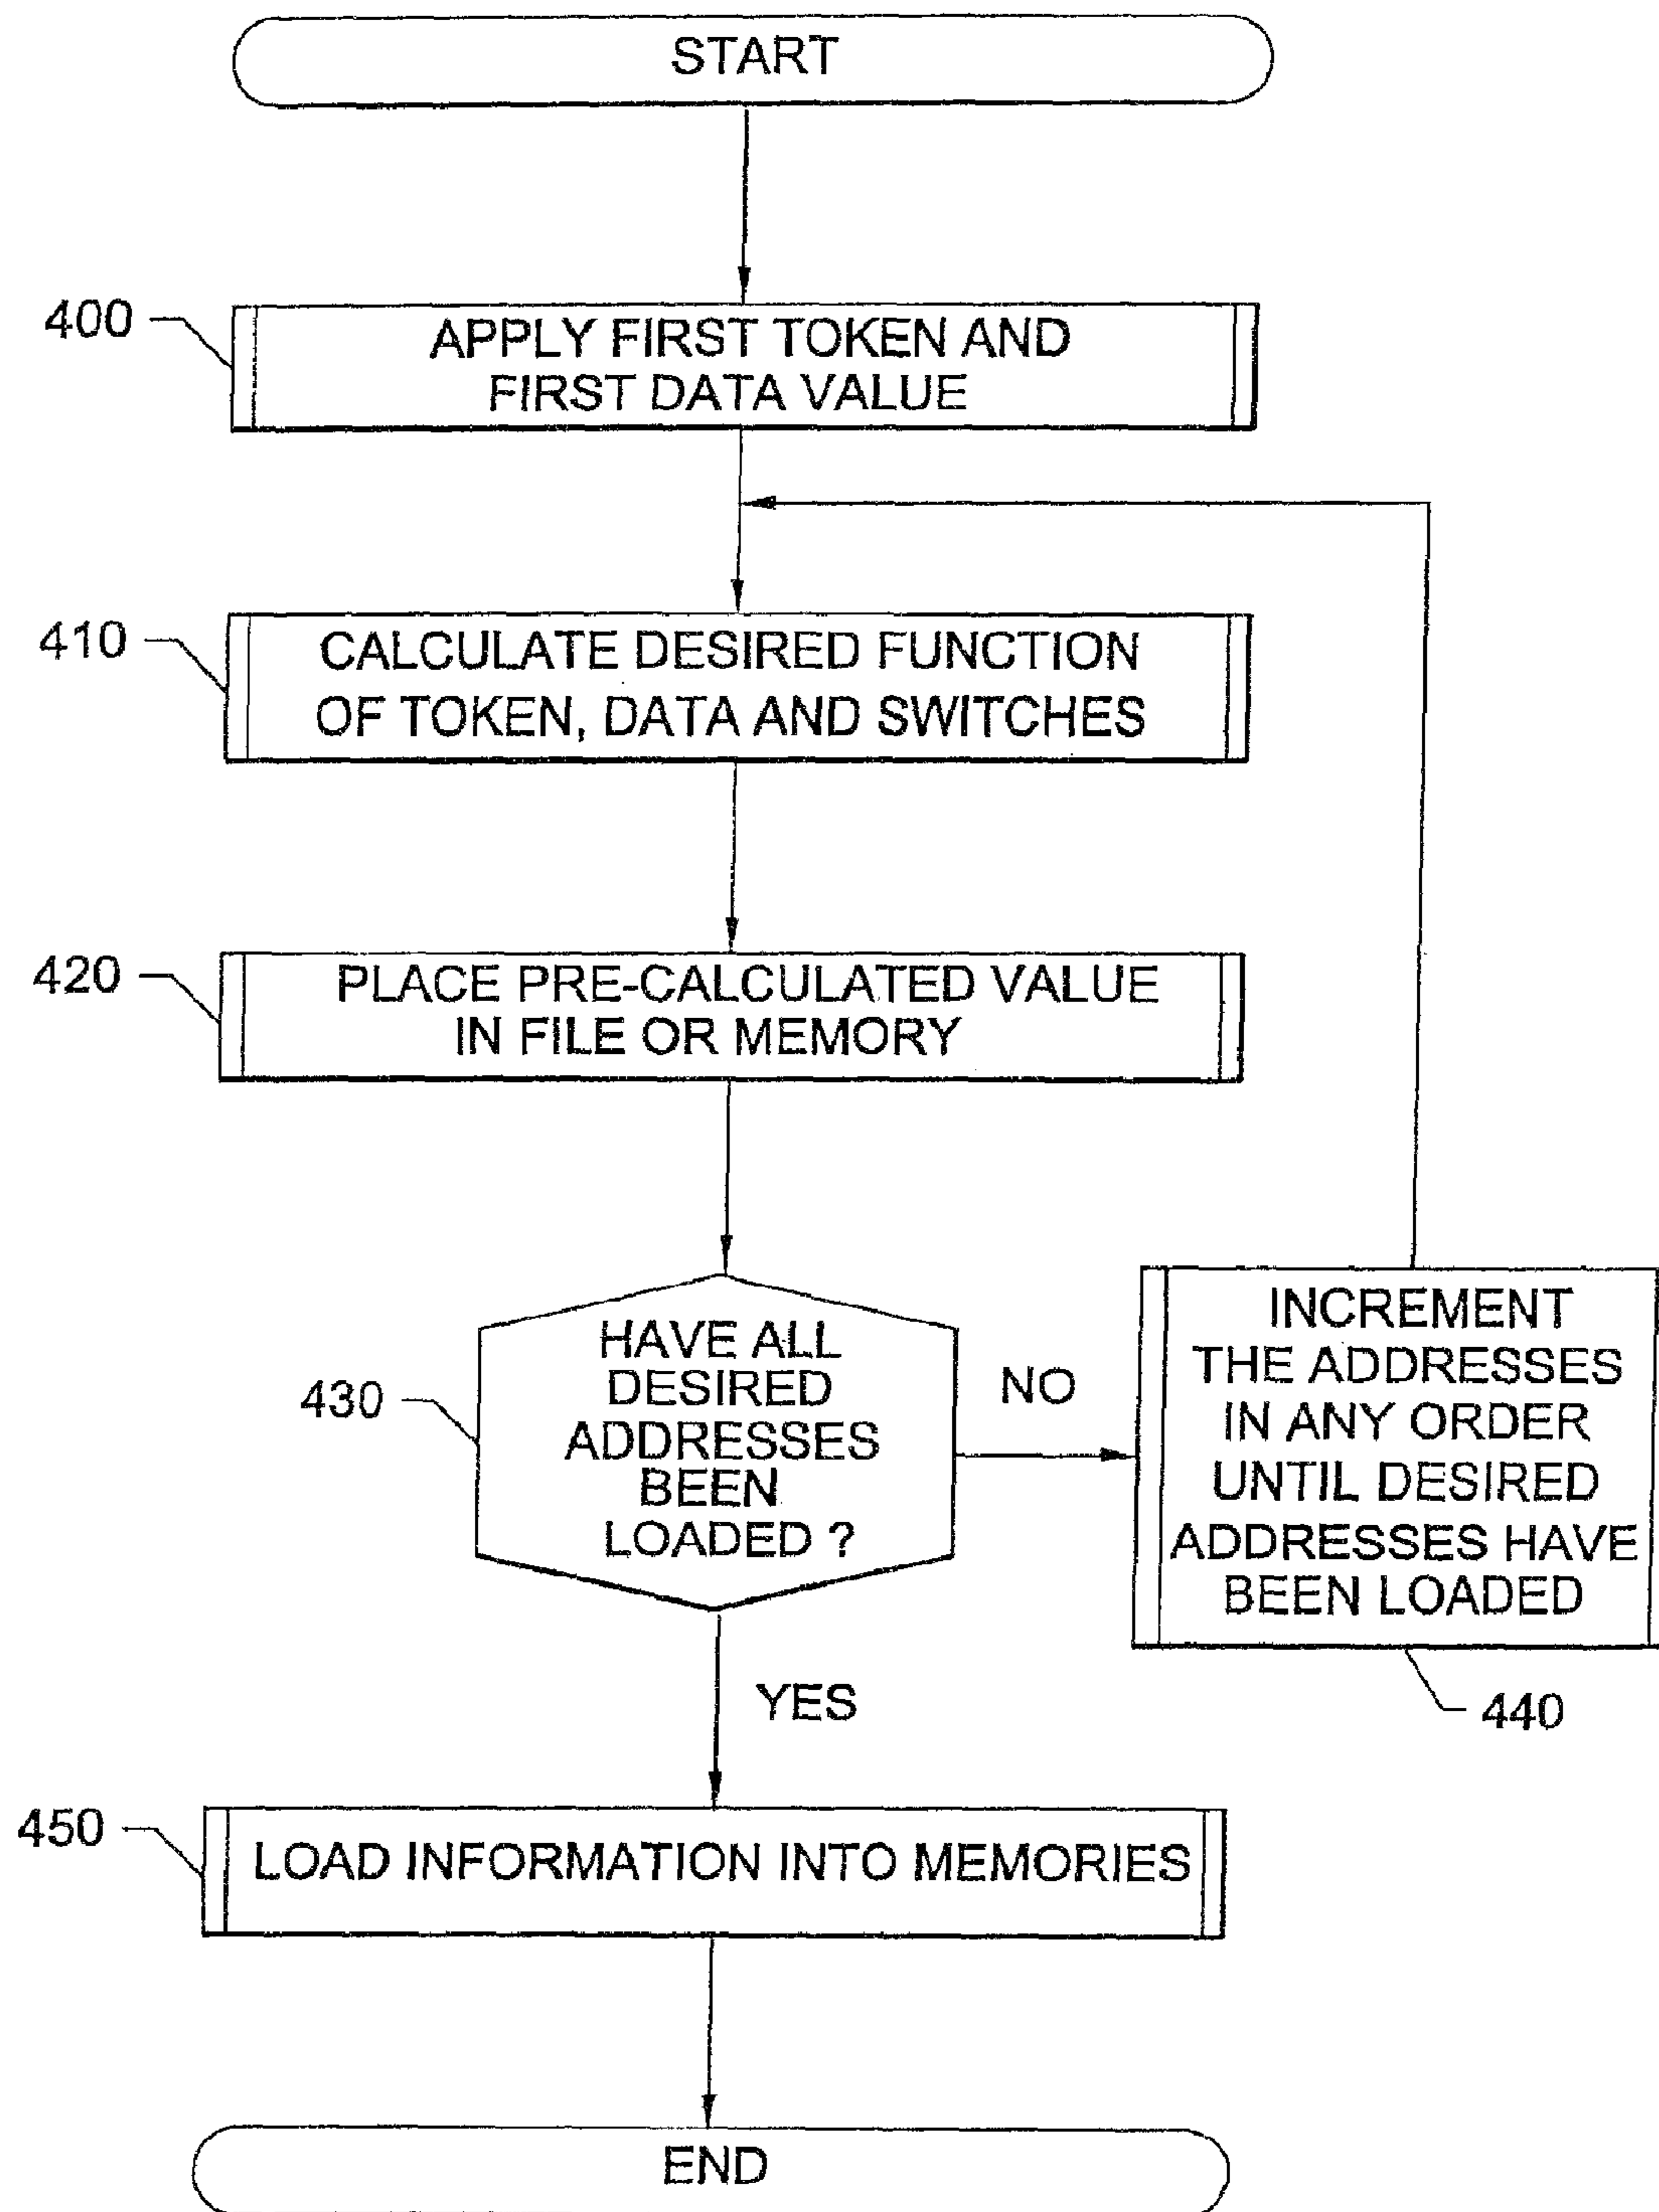 START
400
APPLY FIRST TOKEN AND
FIRST DATA VALUE
410
CALCULATE DESIRED FUNCTION
OF TOKEN, DATA AND SWITCHES
420
PLACE PRE-CALCULATED VALUE
IN FILE OR MEMORY
430
HAVE ALL
DESIRED
ADDRESSES
BEEN
LOADED ?
NO
INCREMENT
THE ADDRESSES
IN ANY ORDER
UNTIL DESIRED
ADDRESSES HAVE
BEEN LOADED
440
YES
450
LOAD INFORMATION INTO MEMORIES
END